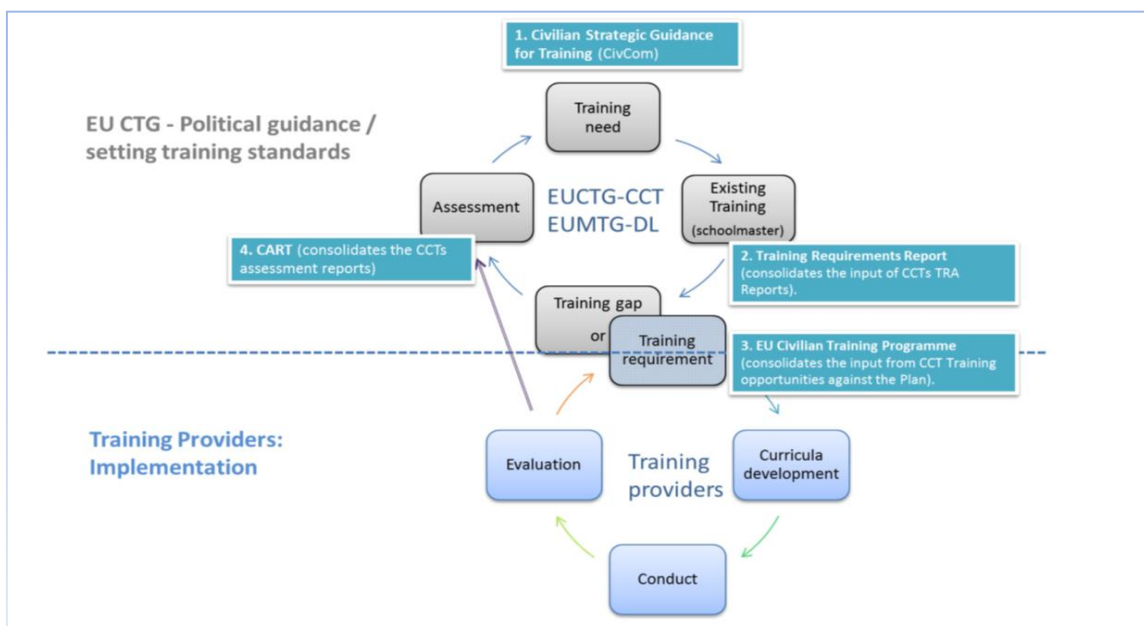 1. Civilian Strategic Guidance
for Training (CivCom)
Training
need
EU CTG - Political guidance /
setting training standards
Assessment
EUCTG-CCT
EUMTG-DL
Existing
Training
(schoolmaster)
4. CART (consolidates the CCTs
assessment reports)
2. Training Requirements Report
(consolidates the input of CCTs TRA
Reports).
Training gap
or
Training
requirement
3. EU Civilian Training Programme
(consolidates the input from CCT Training
opportunities against the Plan).
Training Providers:
Implementation
Evaluation
Training
providers
Curricula
development
Conduct